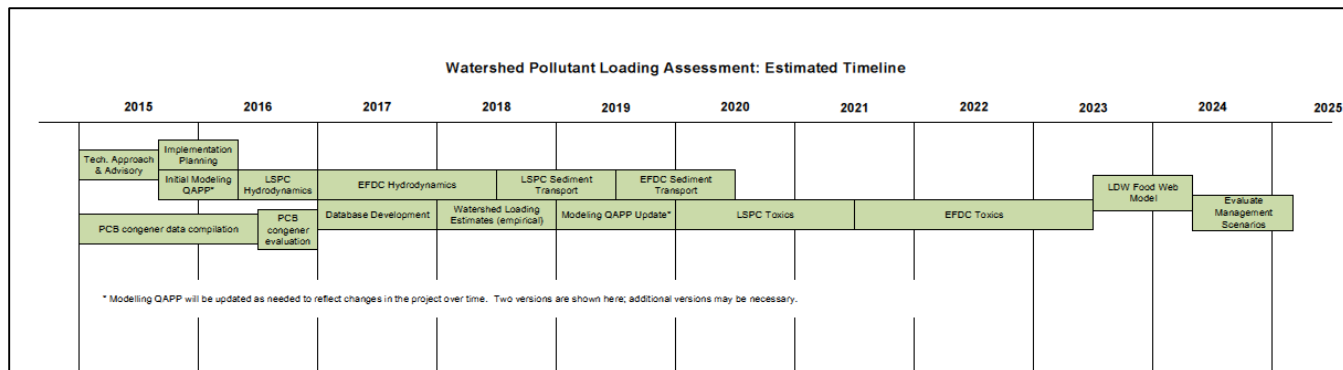 Watershed Pollutant Loading Assessment: Estimated Timeline
2015 2016 2017 2018 2019 2020 2021 2022 2023 2024 2025
Tech. Approach
& Advisory
Implementation
Planning
Initial Modeling
QAPP*
LSPC
Hydrodynamics
EFDC Hydrodynamics
LSPC Sediment
Transport
EFDC Sediment
Transport
LDW Food Web
Model
PCB congener data compilation
PCB
congener
evaluation
Database Development
Watershed Loading
Estimates (empirical)
Modeling QAPP Update*
LSPC Toxics
EFDC Toxics
Evaluate
Management
Scenarios
* Modelling QAPP will be updated as needed to reflect changes in the project over time. Two versions are shown here; additional versions may be necessary.